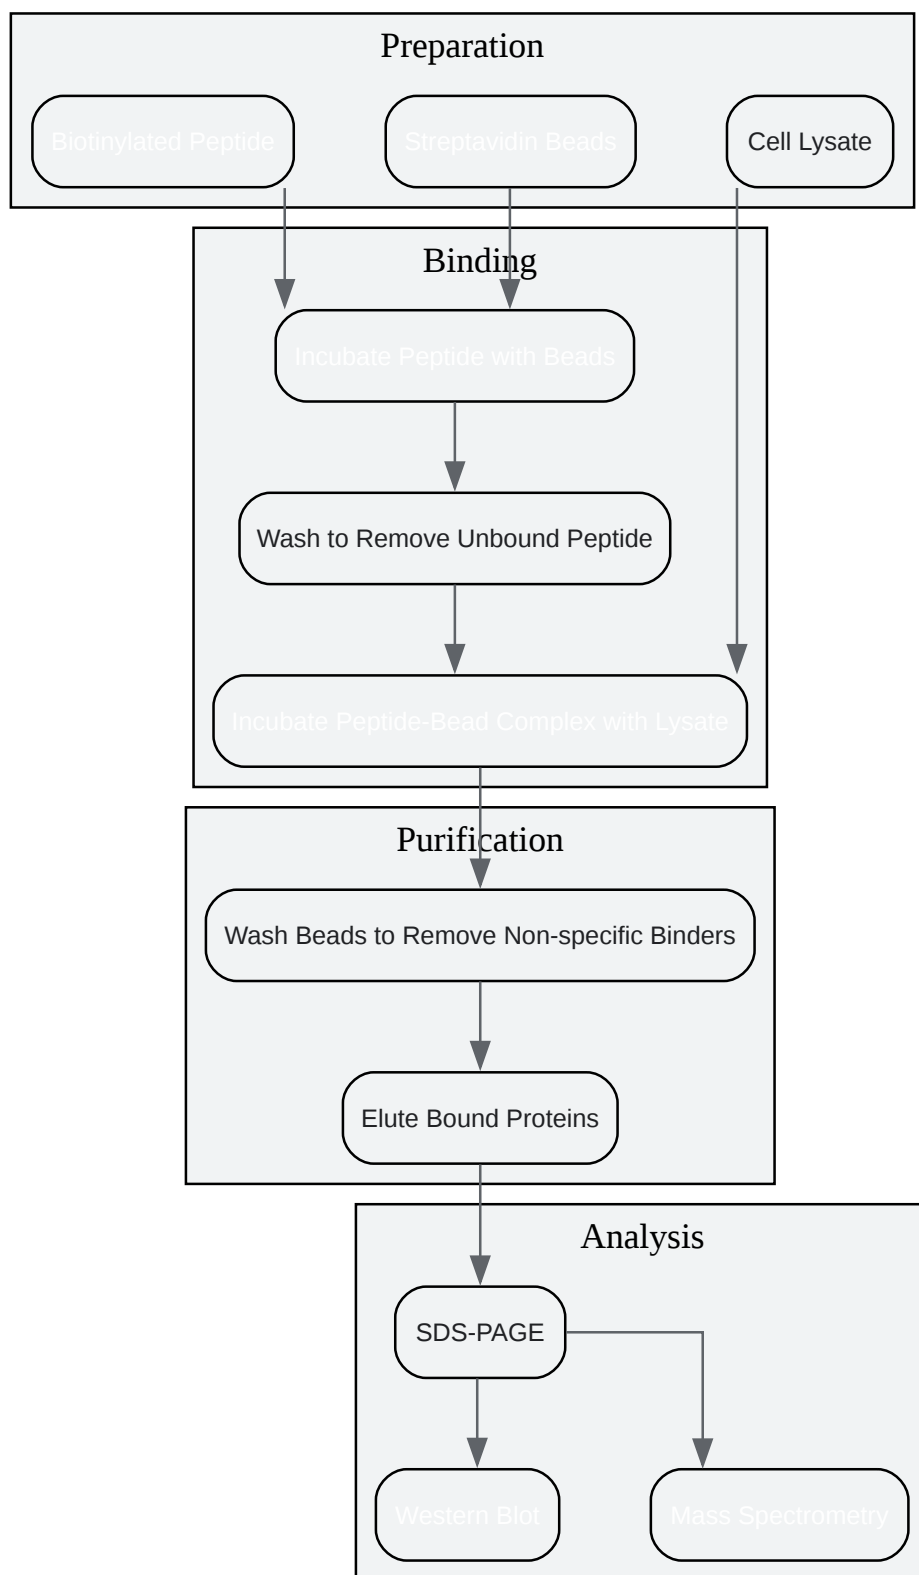 Preparation
Biotinylated Peptide
Streptavidin Beads
Cell Lysate
Binding
Incubate Peptide with Beads
Wash to Remove Unbound Peptide
Incubate Peptide-Bead Complex with Lysate
Purification
Wash Beads to Remove Non-specific Binders
Elute Bound Proteins
Analysis
SDS-PAGE
Western Blot
Mass Spectrometry